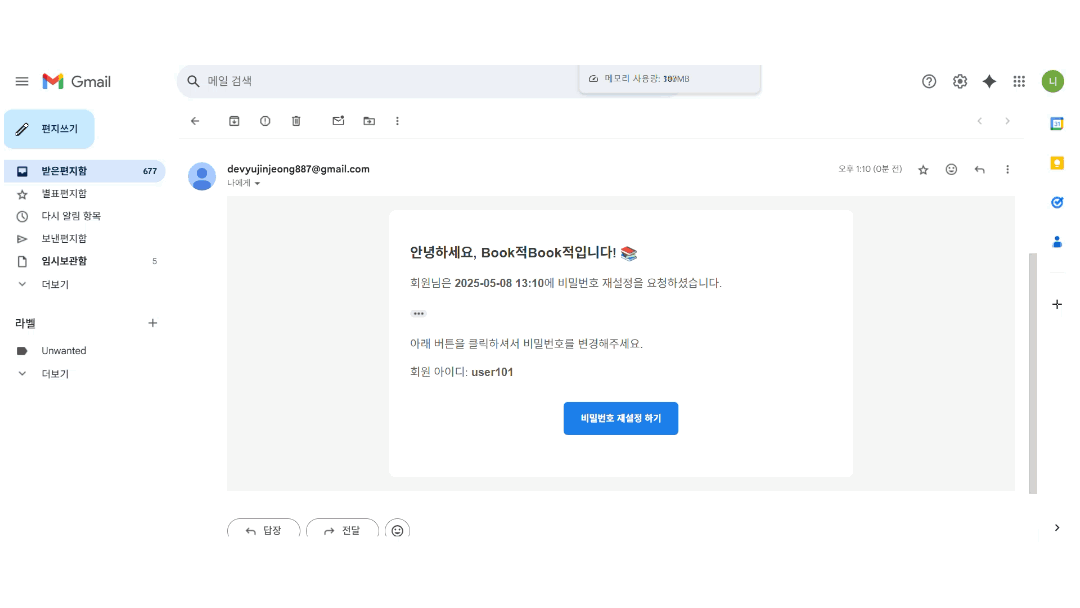 Gmail
메일 검색
메모리 사용량:
편지쓰기
받은편지함 677
별표편지함
다시 알림 항목
보낸편지함
임시보관함 5
더보기
라벨
Unwanted
더보기
devyujinjeong887@gmail.com
나에게
오후 1:10 (0분 전)
안녕하세요, Book적Book적입니다! 📚
회원님은 2025-05-08 13:10에 비밀번호 재설정을 요청하셨습니다.
아래 버튼을 클릭하셔서 비밀번호를 변경해주세요.
회원 아이디: user101
비밀번호 재설정 하기
답장
전달
니
31